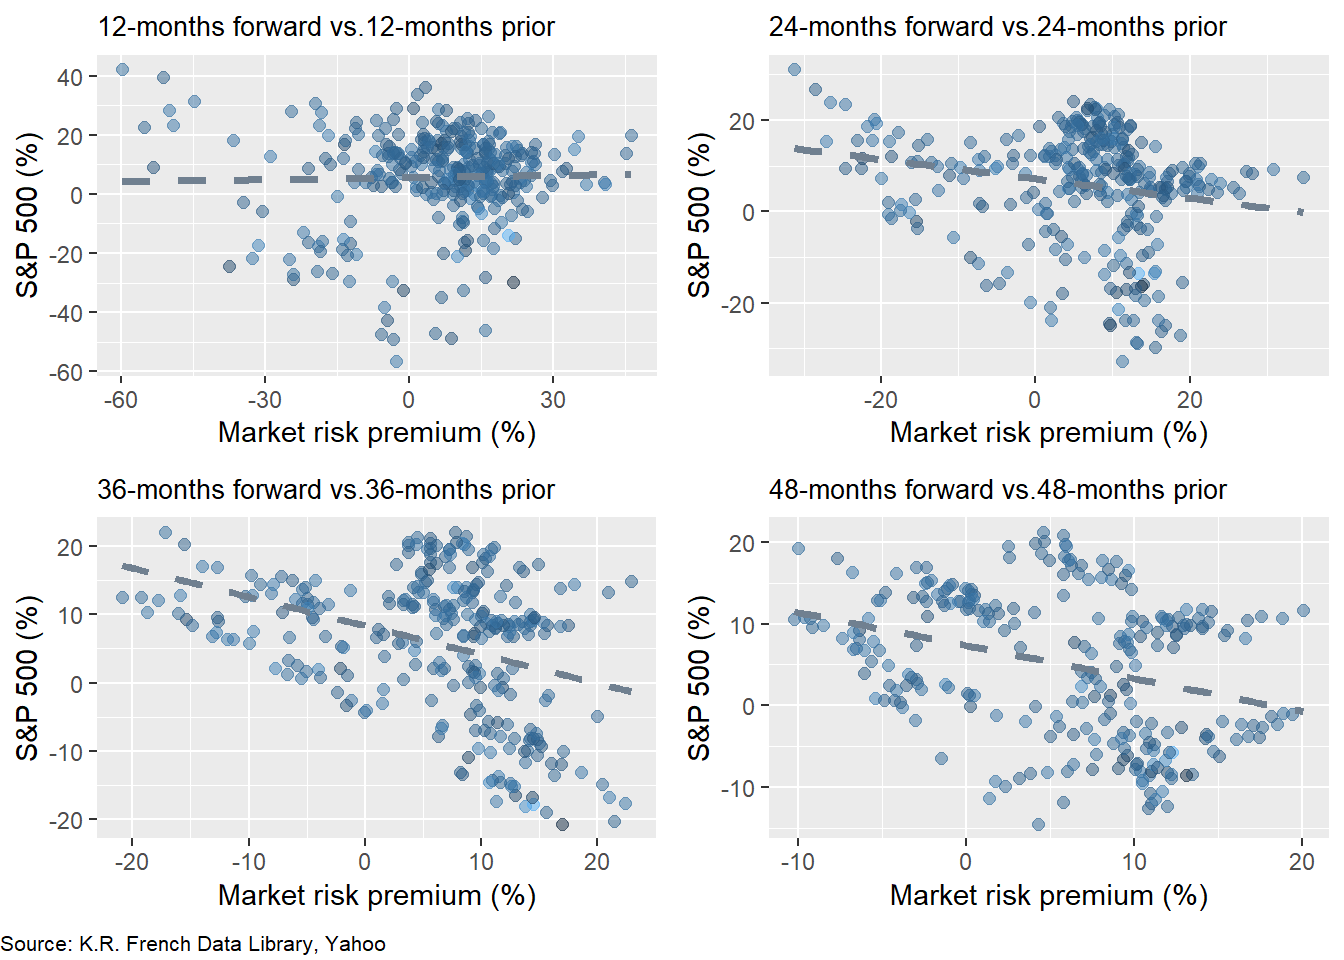 12-months forward vs.12-months prior
S&P 500 (%)
40
20
0
-20
-40
-60
-60
-30
0
30
Market risk premium (%)
24-months forward vs.24-months prior
S&P 500 (%)
20
0
-20
-20
0
20
Market risk premium (%)
36-months forward vs.36-months prior
S&P 500 (%)
20
10
0
-10
-20
-20
-10
0
10
20
Market risk premium (%)
48-months forward vs.48-months prior
S&P 500 (%)
20
10
0
-10
-10
0
10
20
Market risk premium (%)
Source: K.R. French Data Library, Yahoo